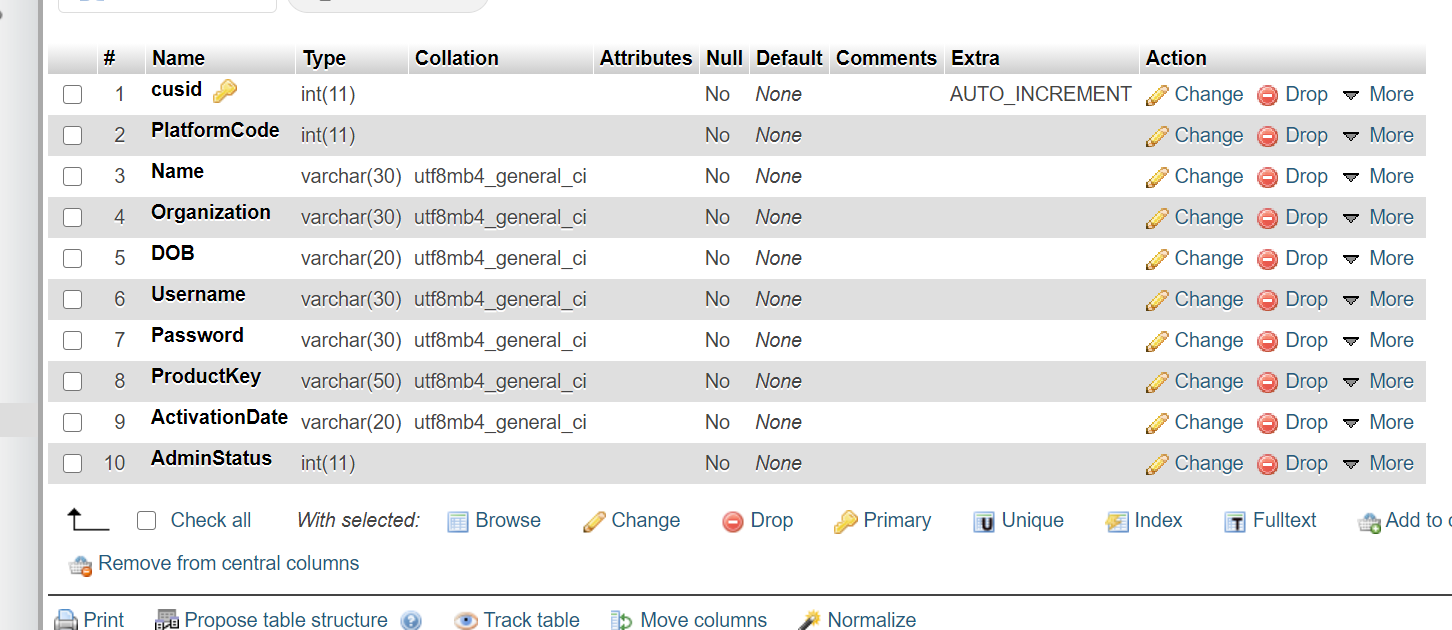 # Name Type Collation Attributes Null Default Comments Extra Action
1 cusid int(11) No None AUTO_INCREMENT Change Drop More
2 PlatformCode int(11) No None Change Drop More
3 Name varchar(30) utf8mb4_general_ci No None Change Drop More
4 Organization varchar(30) utf8mb4_general_ci No None Change Drop More
5 DOB varchar(20) utf8mb4_general_ci No None Change Drop More
6 Username varchar(30) utf8mb4_general_ci No None Change Drop More
7 Password varchar(30) utf8mb4_general_ci No None Change Drop More
8 ProductKey varchar(50) utf8mb4_general_ci No None Change Drop More
9 ActivationDate varchar(20) utf8mb4_general_ci No None Change Drop More
10 AdminStatus int(11) No None Change Drop More
Check all With selected: Browse Change Drop Primary Unique Index Fulltext Add to
Remove from central columns
Print Propose table structure Track table Move columns Normalize